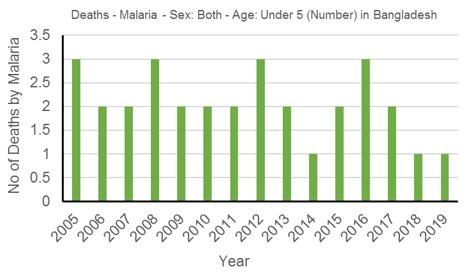 Deaths - Malaria - Sex: Both - Age: Under 5 (Number) in Bangladesh
No of Deaths by Malaria
3.5
3
2.5
2
1.5
1
0.5
0
2005 2006 2007 2008 2009 2010 2011 2012 2013 2014 2015 2016 2017 2018 2019
Year